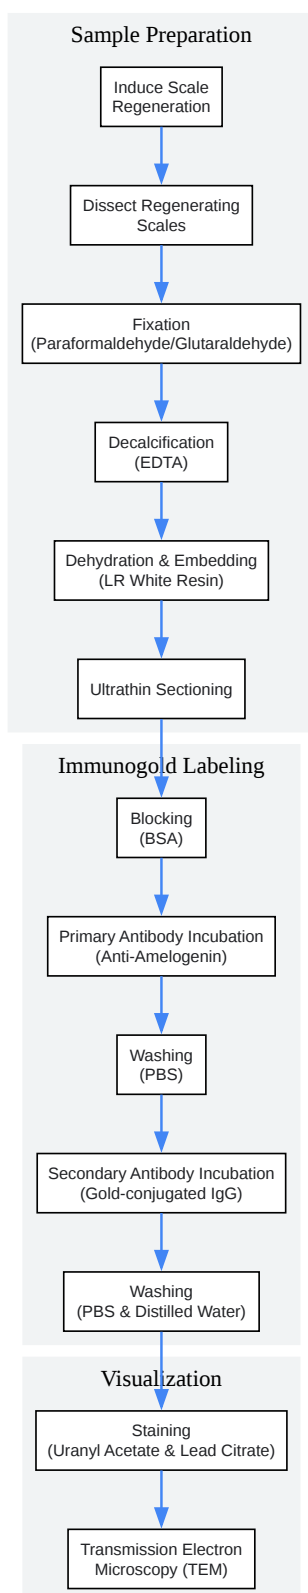 Sample Preparation
Induce Scale
Regeneration
Dissect Regenerating
Scales
Fixation
(Paraformaldehyde/Glutaraldehyde)
Decalcification
(EDTA)
Dehydration & Embedding
(LR White Resin)
Ultrathin Sectioning
Immunogold Labeling
Blocking
(BSA)
Primary Antibody Incubation
(Anti-Amelogenin)
Washing
(PBS)
Secondary Antibody Incubation
(Gold-conjugated IgG)
Washing
(PBS & Distilled Water)
Visualization
Staining
(Uranyl Acetate & Lead Citrate)
Transmission Electron
Microscopy (TEM)